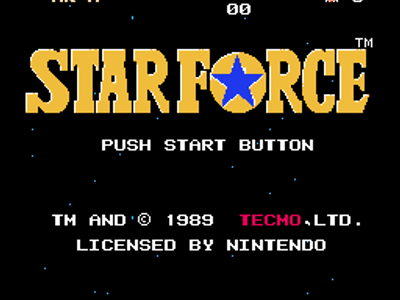 00
STAR FORCE TM
PUSH START BUTTON
TM AND © 1989 TECMO,LTD.
LICENSED BY NINTENDO